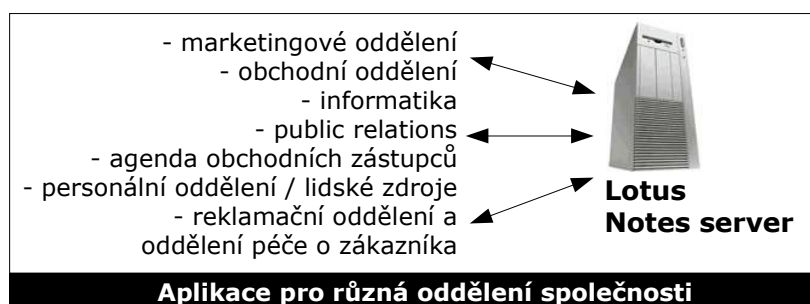 - marketingové oddělení
- obchodní oddělení
- informatika
- public relations
- agenda obchodních zástupců
- personální oddělení / lidské zdroje
- reklamační oddělení a
oddělení péče o zákazníka
Lotus
Notes server
Aplikace pro různá oddělení společnosti